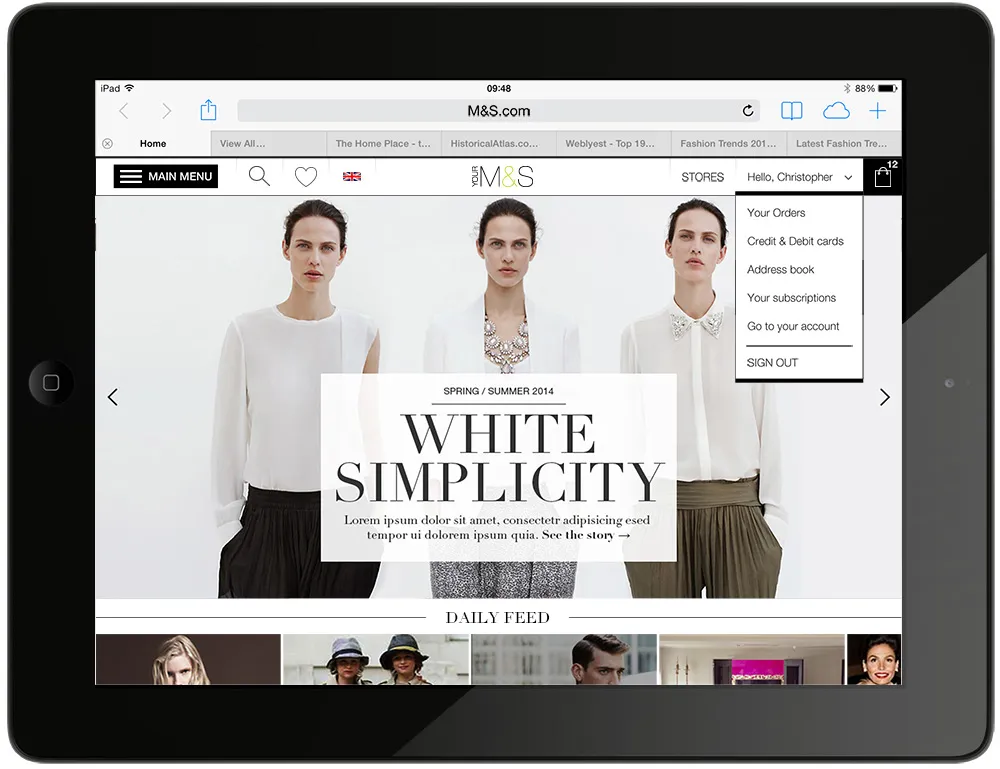 iPad 09:48 88%
M&S.com
Home View All... The Home Place - t... HistoricalAtlas.co... Weblyest - Top 19... Fashion Trends 201... Latest Fashion Tre...
MAIN MENU YOUR M&S STORES Hello, Christopher 12
Your Orders
Credit & Debit cards
Address book
Your subscriptions
Go to your account
SIGN OUT
SPRING / SUMMER 2014
WHITE
SIMPLICITY
Lorem ipsum dolor sit amet, consectetr adipisicing esed
tempor ui dolorem ipsum quia. See the story →
DAILY FEED